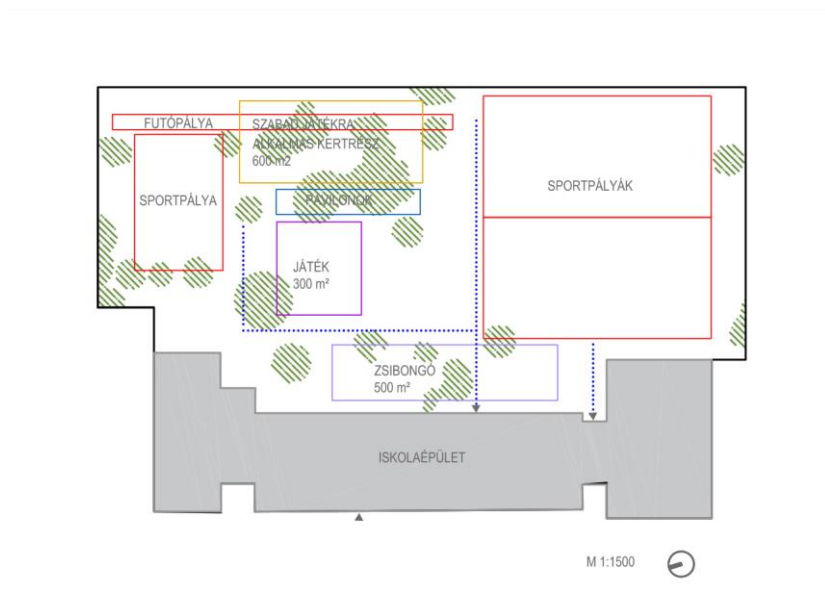 FUTÓPÁLYA
SZABAD JÁTÉKRA
ALKALMAS KERTRÉSZ
600 m2
SPORTPÁLYA
PAVILONOK
SPORTPÁLYÁK
JÁTÉK
300 m²
ZSIBONGÓ
500 m²
ISKOLAÉPÜLET
M 1:1500